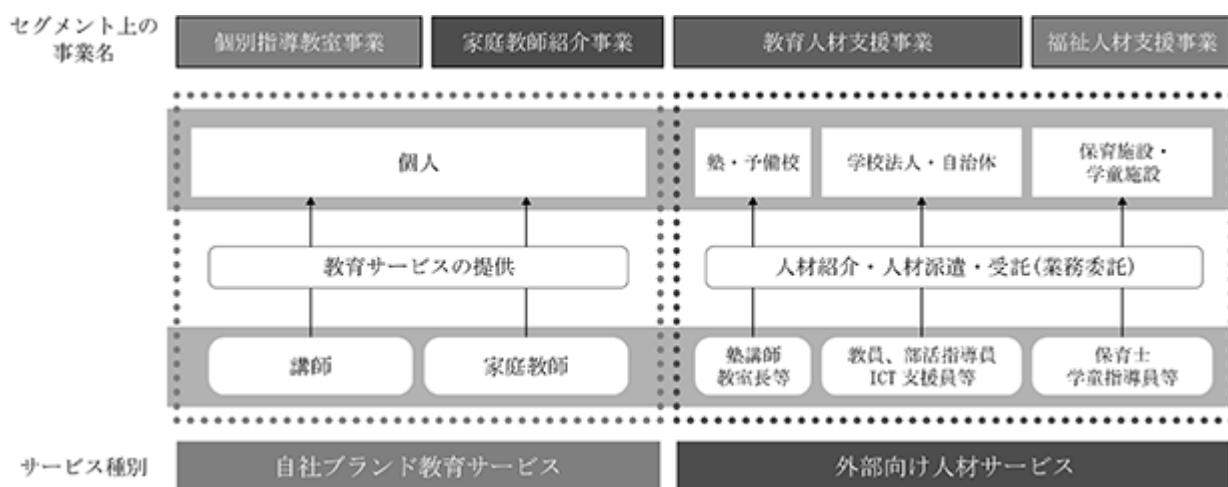 セグメント上の
事業名
個別指導教室事業
家庭教師紹介事業
教育人材支援事業
福祉人材支援事業
個人
塾・予備校
学校法人・自治体
保育施設・
学童施設
教育サービスの提供
人材紹介・人材派遣・受託(業務委託)
講師
家庭教師
塾講師
教室長等
教員、部活指導員
ICT支援員等
保育士
学童指導員等
サービス種別
自社ブランド教育サービス
外部向け人材サービス